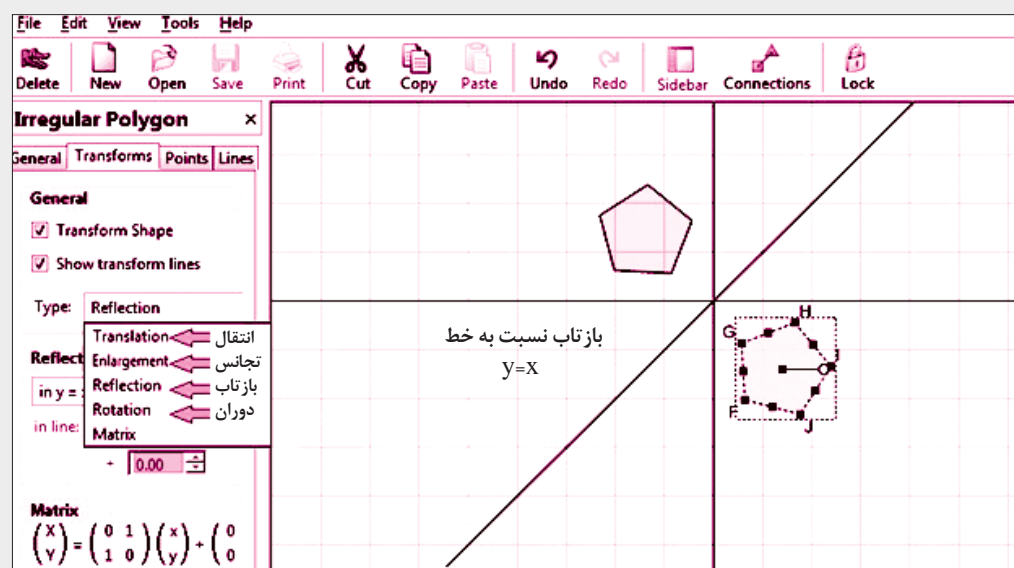 File Edit View Tools Help
Delete New Open Save Print Cut Copy Paste Undo Redo Sidebar Connections Lock
Irregular Polygon ×
General Transforms Points Lines
General
Transform Shape
Show transform lines
Type: Reflection
Translation انتقال
Enlargement تجانس
Reflection بازتاب
Rotation دوران
Matrix
Reflect
in y =
in line:
+ 0.00
Matrix
(X Y) = (0 1 1 0)(x y) + (0 0
بازتاب نسبت به خط
y=x
H
G
I
F
J